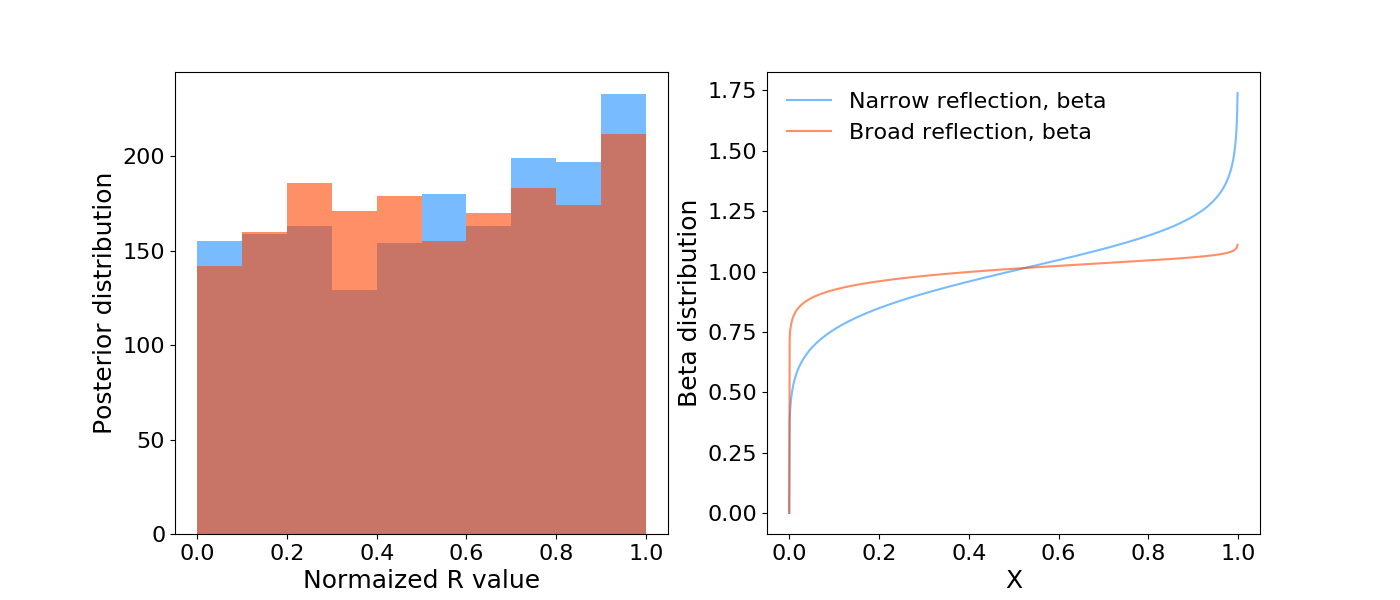 Posterior distribution
200
150
100
50
0
0.0 0.2 0.4 0.6 0.8 1.0
Normaized R value
Beta distribution
1.75
1.50
1.25
1.00
0.75
0.50
0.25
0.00
Narrow reflection, beta
Broad reflection, beta
0.0 0.2 0.4 0.6 0.8 1.0
X